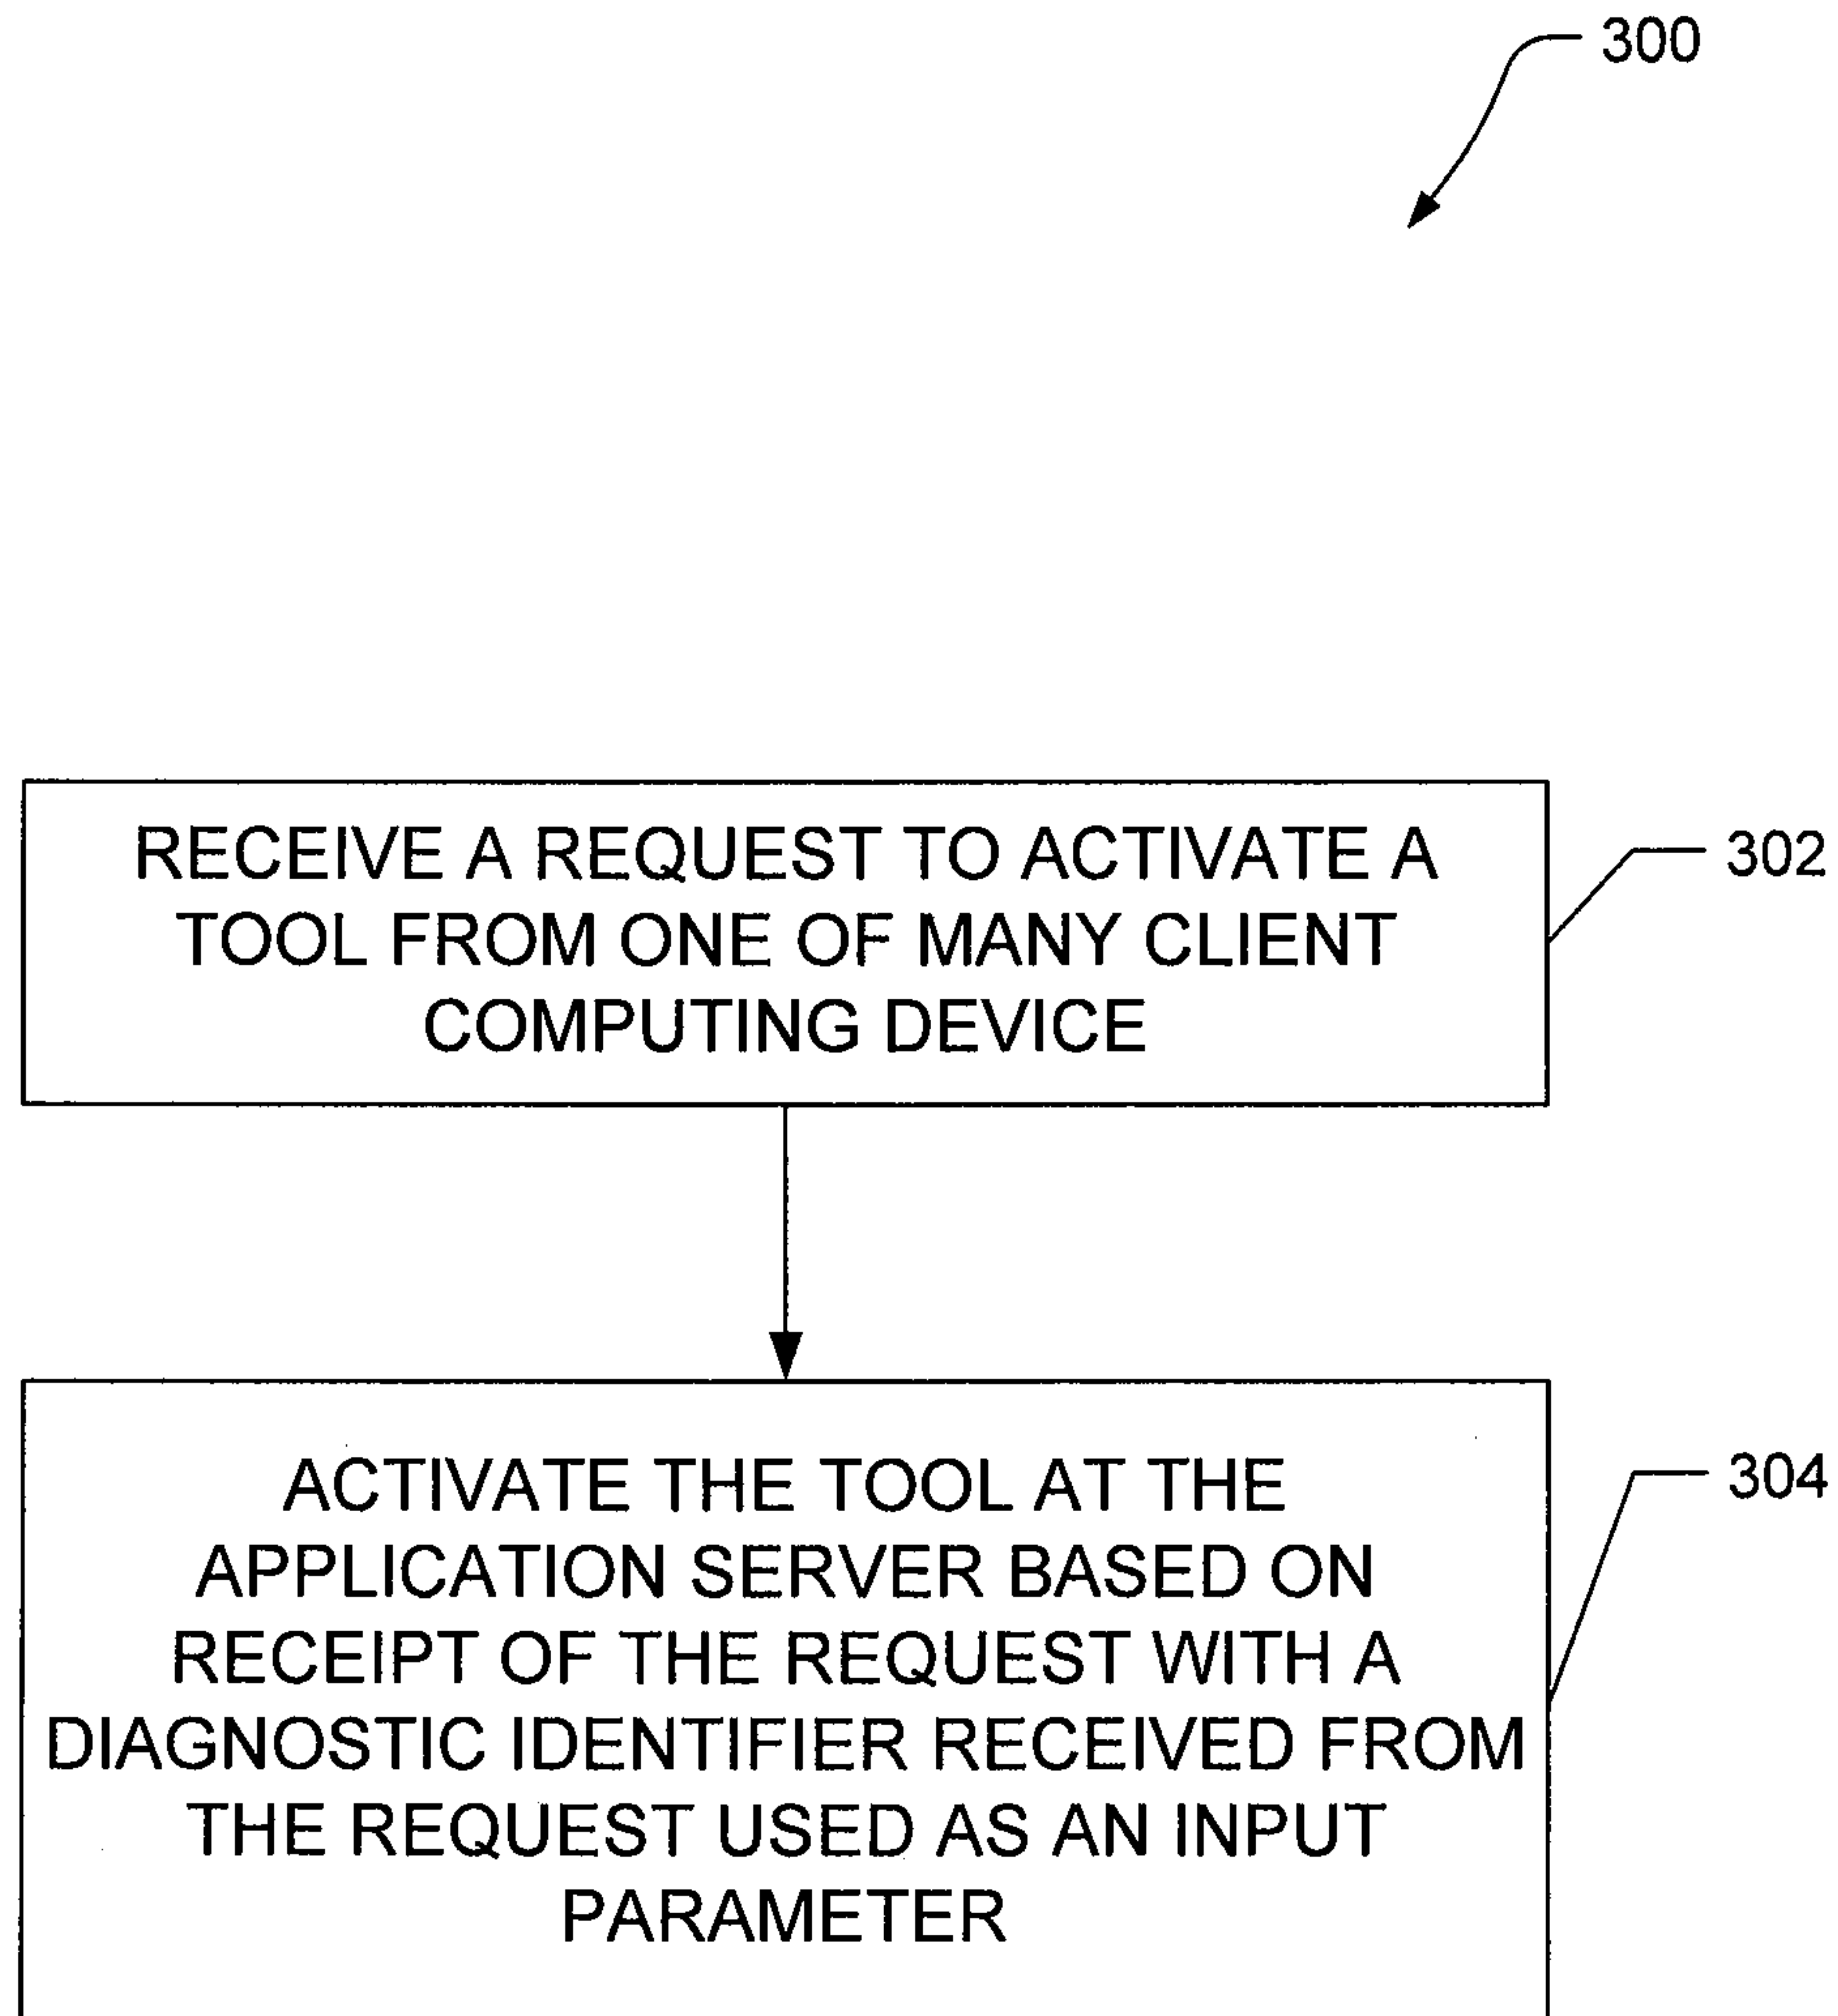 300
RECEIVE A REQUEST TO ACTIVATE A
TOOL FROM ONE OF MANY CLIENT
COMPUTING DEVICE
302
ACTIVATE THE TOOL AT THE
APPLICATION SERVER BASED ON
RECEIPT OF THE REQUEST WITH A
DIAGNOSTIC IDENTIFIER RECEIVED FROM
THE REQUEST USED AS AN INPUT
PARAMETER
304